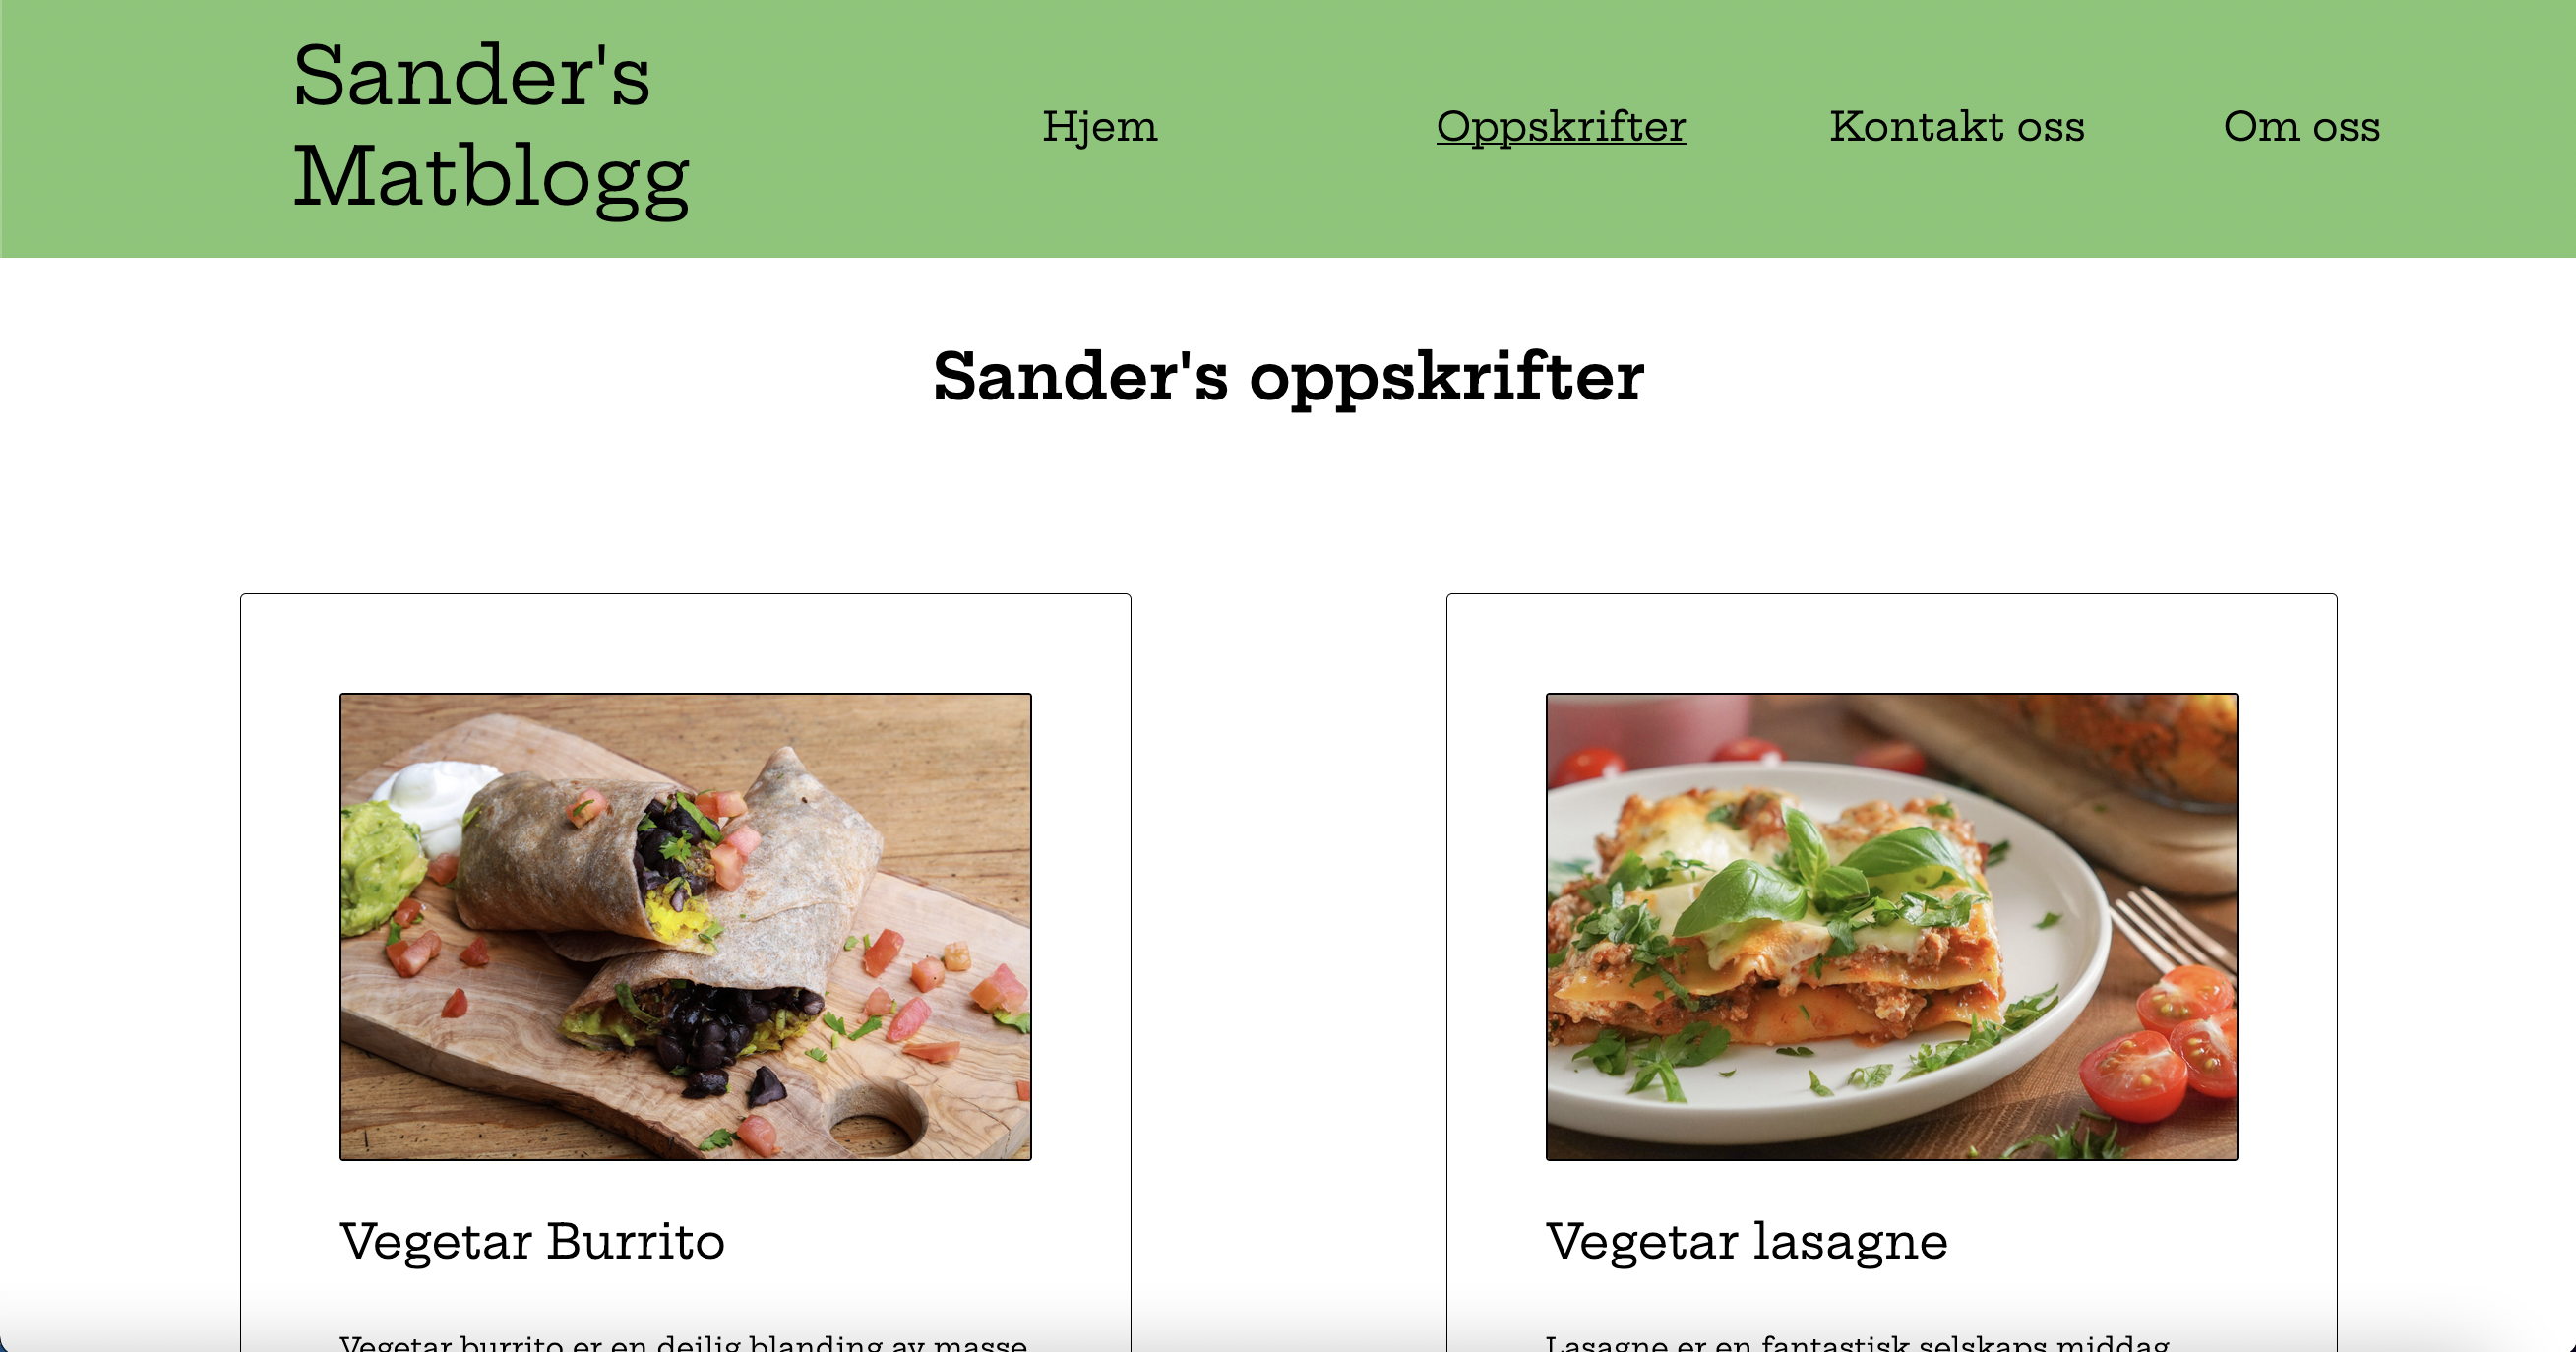 Sander's
Matblogg
Hjem Oppskrifter Kontakt oss Om oss
Sander's oppskrifter
Vegetar Burrito
Vegetar lasagne
Vegetar burrito er en deilig blanding av masse
Lasagne er en fantastisk selskaps middag